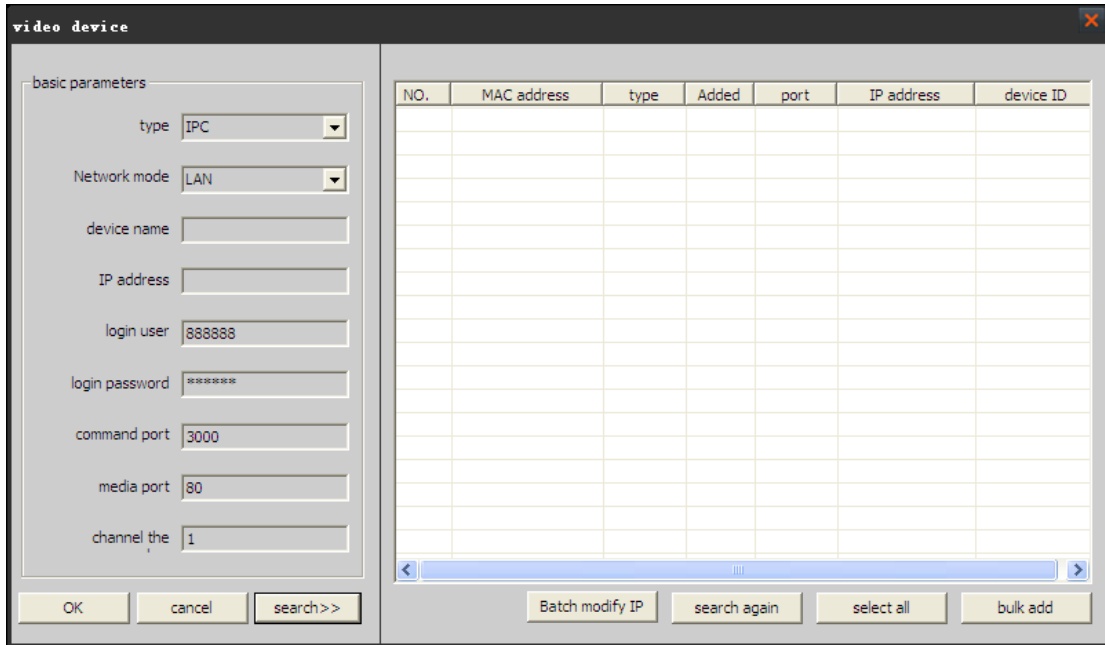 video device
basic parameters
type IPC
Network mode LAN
device name
IP address
login user 888888
login password ******
command port 3000
media port 80
channel the 1
OK cancel search>>
NO. MAC address type Added port IP address device ID
Batch modify IP search again select all bulk add